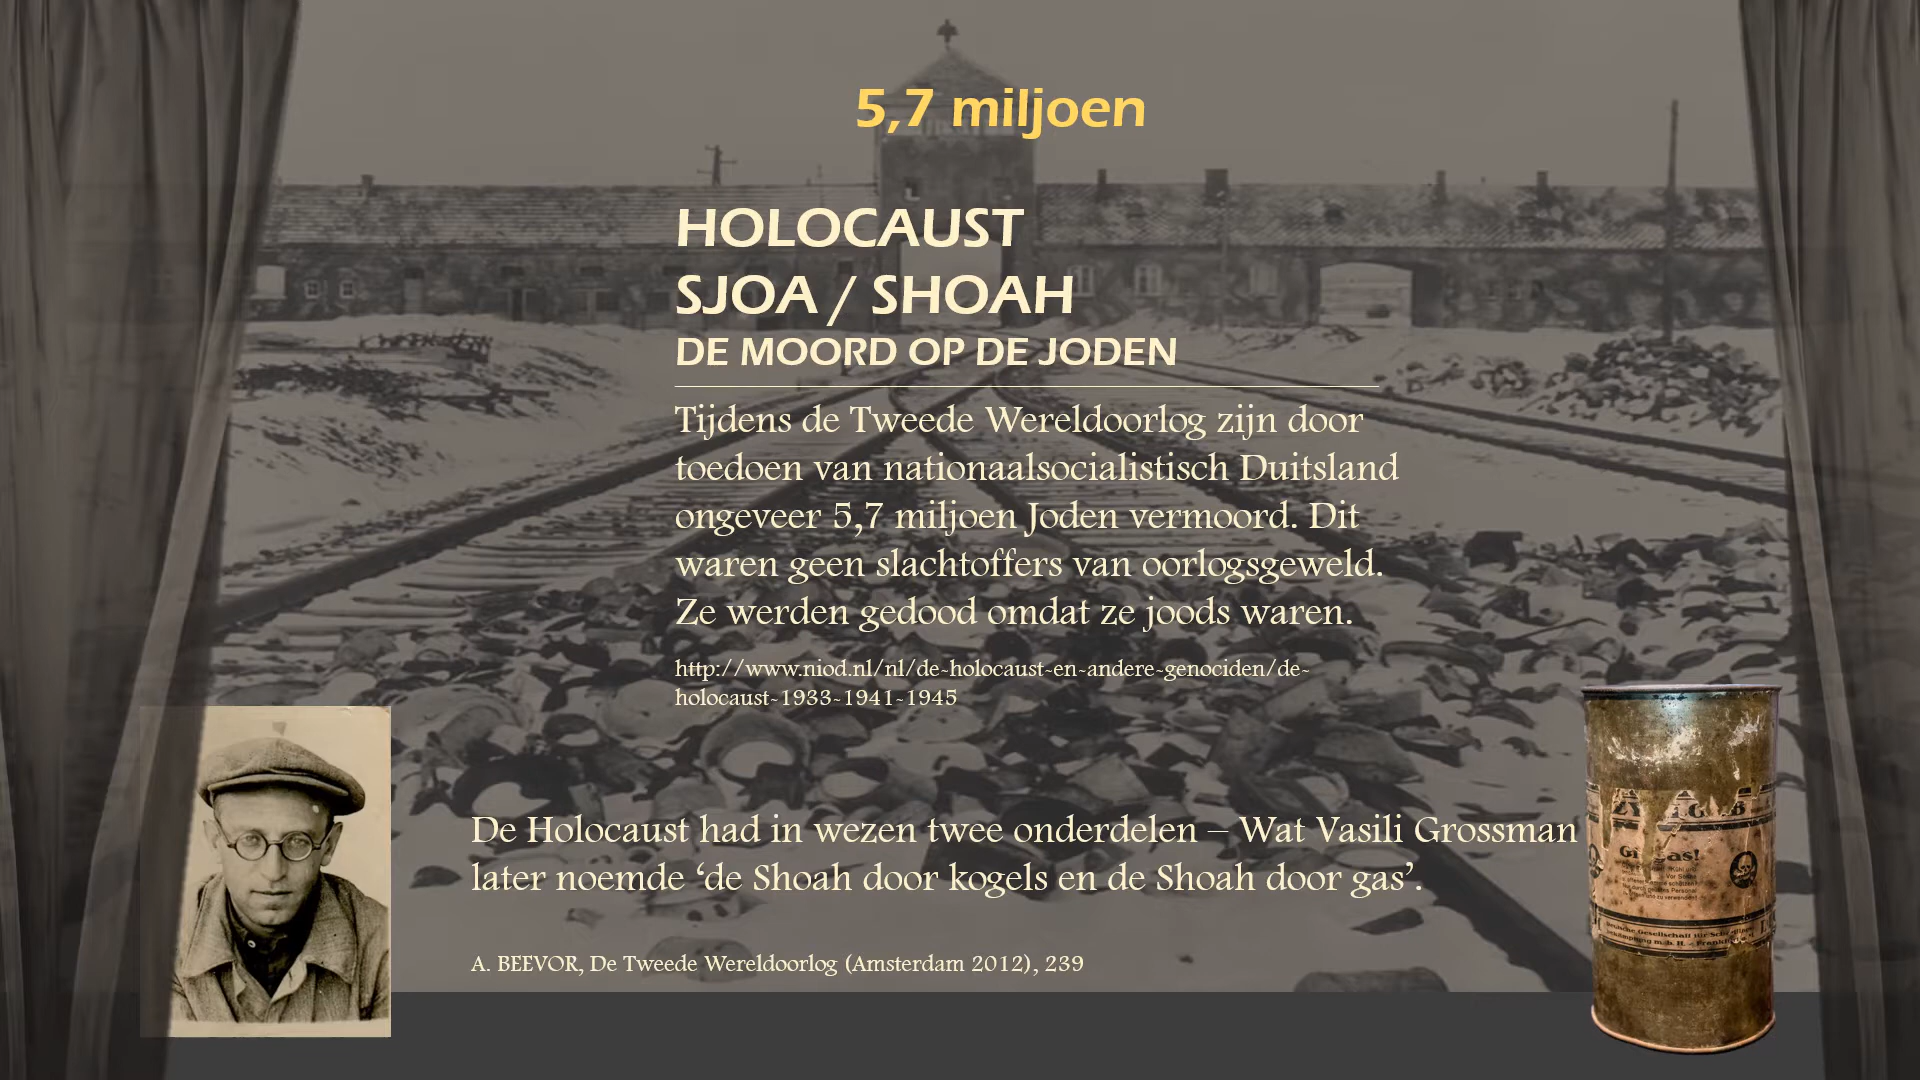 5,7 miljoen
HOLOCAUST
SJOA / SHOAH
DE MOORD OP DE JODEN
Tijdens de Tweede Wereldoorlog zijn door
toedoen van nationaalsocialistisch Duitsland
ongeveer 5,7 miljoen Joden vermoord. Dit
waren geen slachtoffers van oorlogsgeweld.
Ze werden gedood omdat ze joods waren.
http://www.niod.nl/nl/de-holocaust-en-andere-genociden/de-
holocaust-1933-1941-1945
De Holocaust had in wezen twee onderdelen – Wat Vasili Grossman
later noemde ‘de Shoah door kogels en de Shoah door gas’.
A. BEEVOR, De Tweede Wereldoorlog (Amsterdam 2012), 239
Deutsche Gesellschaft für
m.b.H.